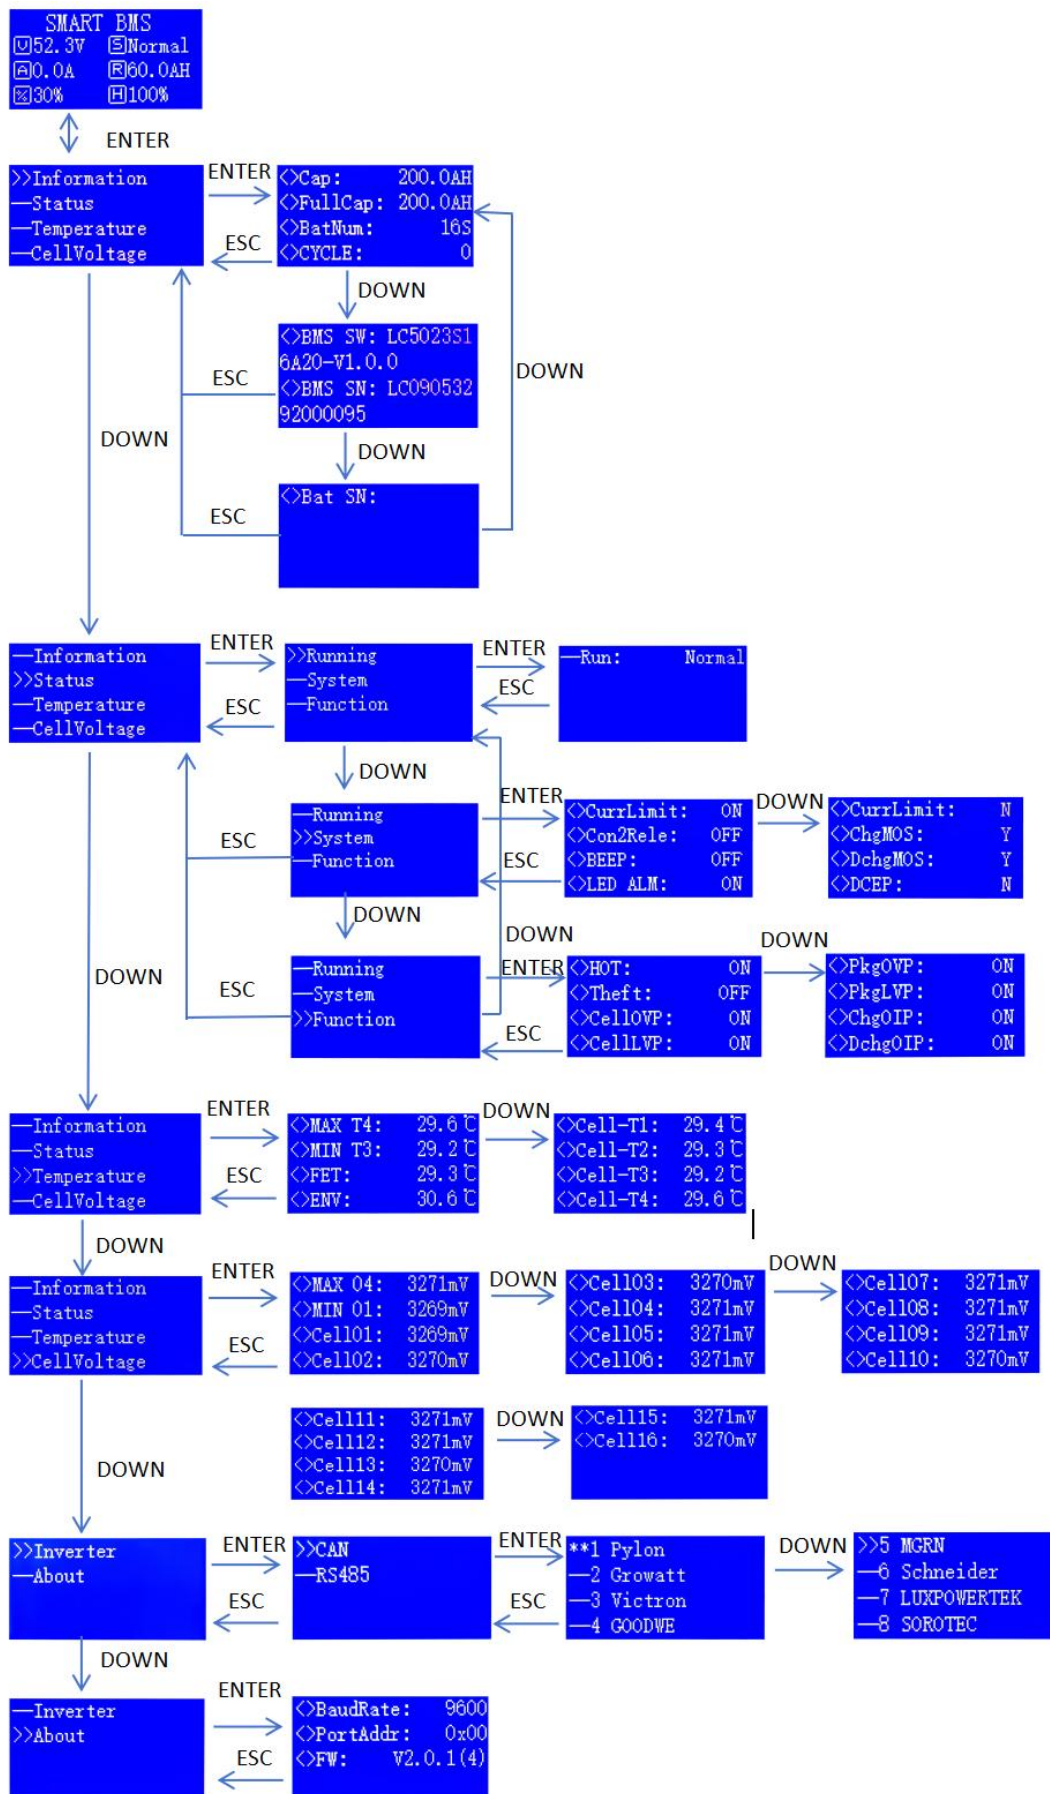 SMART BMS
V 52.3V S Normal
A 0.0A R 60.0AH
% 30% H 100%
ENTER
>>Information
—Status
—Temperature
—CellVoltage
ENTER
ESC
<>Cap: 200.0AH
<>FullCap: 200.0AH
<>BatNum: 16S
<>CYCLE: 0
DOWN
<>BMS SW: LC5023S1
6A20-V1.0.0
<>BMS SN: LC090532
92000095
ESC
DOWN
DOWN
DOWN
<>Bat SN:
ESC
—Information
>>Status
—Temperature
—CellVoltage
ENTER
ESC
>>Running
—System
—Function
ENTER
ESC
—Run: Normal
DOWN
—Running
>>System
—Function
ESC
ENTER
ESC
<>CurrLimit: ON
<>Con2Rele: OFF
<>BEEP: OFF
<>LED ALM: ON
DOWN
<>CurrLimit: N
<>ChgMOS: Y
<>DchgMOS: Y
<>DCEP: N
DOWN
DOWN
DOWN
—Running
—System
>>Function
ESC
ENTER
ESC
<>HOT: ON
<>Theft: OFF
<>CellOVP: ON
<>CellLVP: ON
DOWN
<>PkgOVP: ON
<>PkgLVP: ON
<>ChgOIP: ON
<>DchgOIP: ON
—Information
—Status
>>Temperature
—CellVoltage
ENTER
ESC
<>MAX T4: 29.6℃
<>MIN T3: 29.2℃
<>FET: 29.3℃
<>ENV: 30.6℃
DOWN
<>Cell-T1: 29.4℃
<>Cell-T2: 29.3℃
<>Cell-T3: 29.2℃
<>Cell-T4: 29.6℃
DOWN
—Information
—Status
—Temperature
>>CellVoltage
ENTER
ESC
<>MAX 04: 3271mV
<>MIN 01: 3269mV
<>Cell01: 3269mV
<>Cell02: 3270mV
DOWN
<>Cell03: 3270mV
<>Cell04: 3271mV
<>Cell05: 3271mV
<>Cell06: 3271mV
DOWN
<>Cell07: 3271mV
<>Cell08: 3271mV
<>Cell09: 3271mV
<>Cell10: 3270mV
<>Cell11: 3271mV
<>Cell12: 3271mV
<>Cell13: 3270mV
<>Cell14: 3271mV
DOWN
<>Cell15: 3271mV
<>Cell16: 3270mV
DOWN
>>Inverter
—About
ENTER
ESC
>>CAN
—RS485
ENTER
ESC
**1 Pylon
—2 Growatt
—3 Victron
—4 GOODWE
DOWN
>>5 MGRN
—6 Schneider
—7 LUXPOWERTEK
—8 SOROTEC
DOWN
—Inverter
>>About
ENTER
ESC
<>BaudRate: 9600
<>PortAddr: 0x00
<>FW: V2.0.1(4)